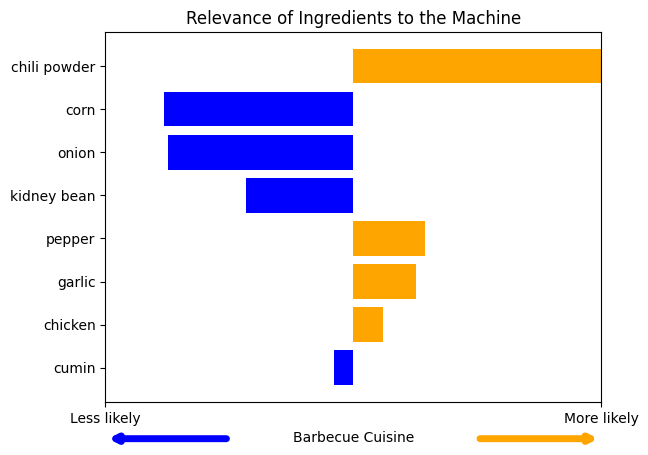 Relevance of Ingredients to the Machine
chili powder
corn
onion
kidney bean
pepper
garlic
chicken
cumin
Less likely
More likely
Barbecue Cuisine